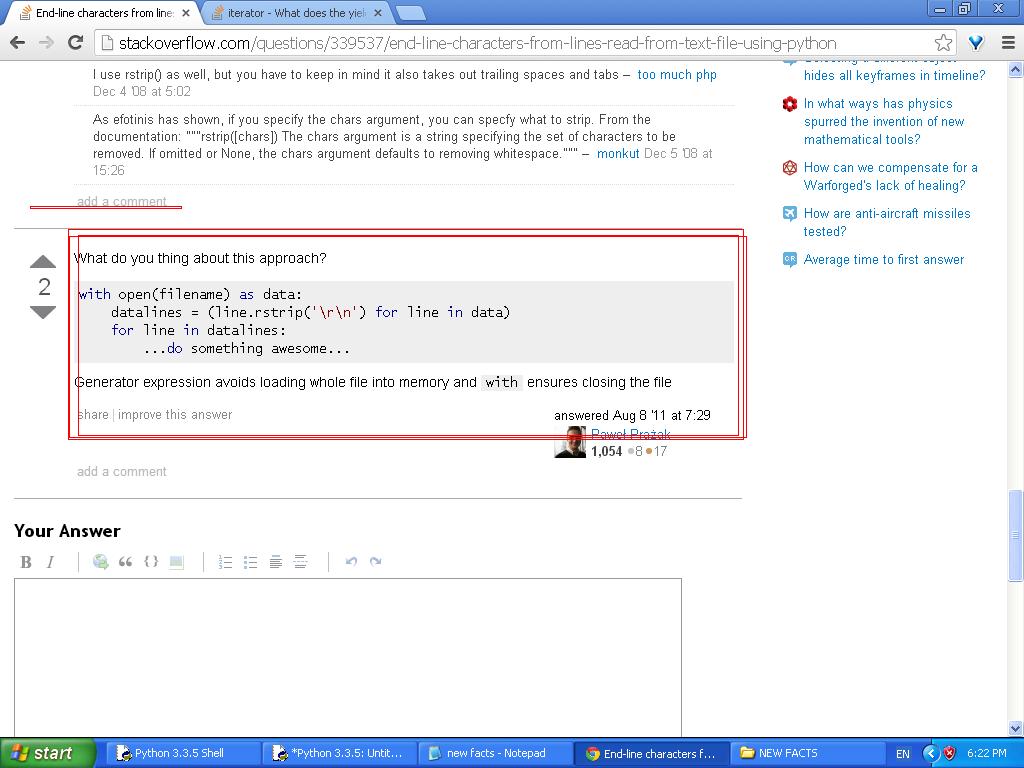 End-line characters from line
iterator - What does the yiel
stackoverflow.com/questions/339537/end-line-characters-from-lines-read-from-text-file-using-python
I use rstrip() as well, but you have to keep in mind it also takes out trailing spaces and tabs – too much php
Dec 4 '08 at 5:02
As efotinis has shown, if you specify the chars argument, you can specify what to strip. From the
documentation: """rstrip([chars]) The chars argument is a string specifying the set of characters to be
removed. If omitted or None, the chars argument defaults to removing whitespace.""" – monkut Dec 5 '08 at
15:26
add a comment
What do you thing about this approach?
2
with open(filename) as data:
datalines = (line.rstrip('\r\n') for line in data)
for line in datalines:
...do something awesome...
Generator expression avoids loading whole file into memory and with ensures closing the file
share improve this answer
answered Aug 8 '11 at 7:29
Paweł Prażak
1,054 8 17
add a comment
Your Answer
B I
hides all keyframes in timeline?
In what ways has physics
spurred the invention of new
mathematical tools?
How can we compensate for a
Warforged's lack of healing?
How are anti-aircraft missiles
tested?
CR Average time to first answer
start
Python 3.3.5 Shell
*Python 3.3.5: Untit...
new facts - Notepad
End-line characters f...
NEW FACTS
EN
6:22 PM